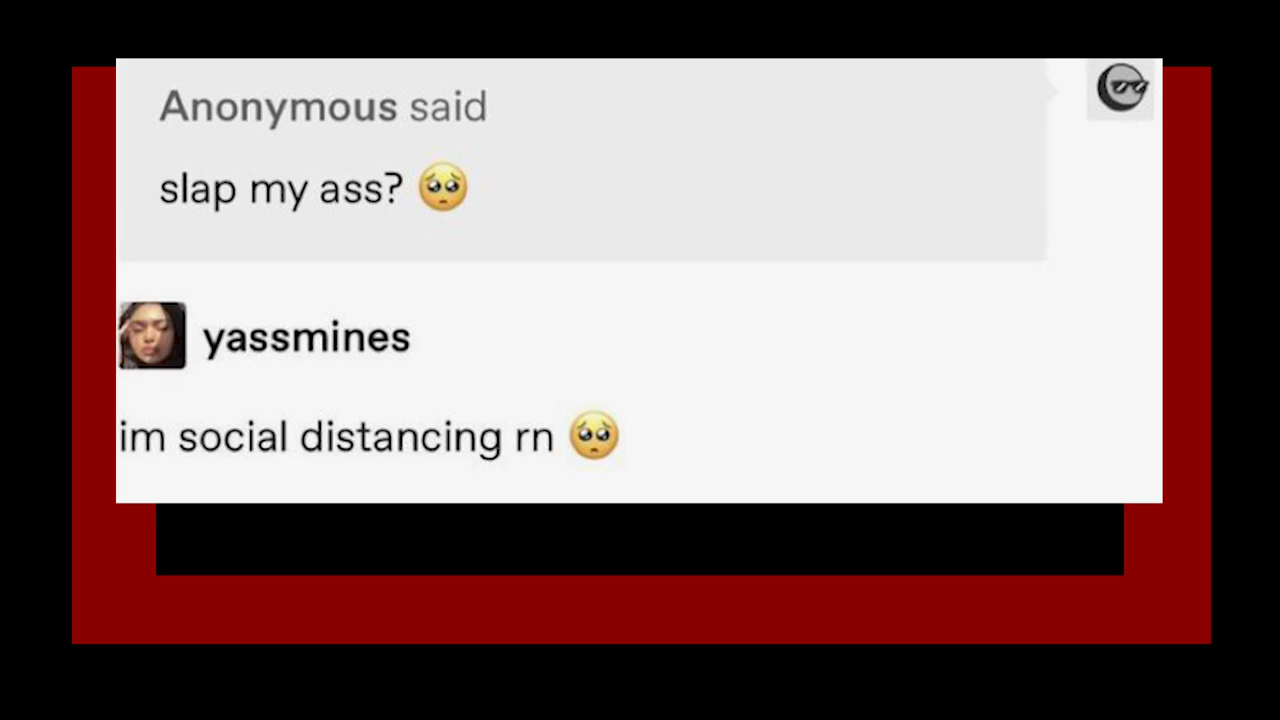 Anonymous said
slap my ass? 🥺
yassmines
im social distancing rn 🥺